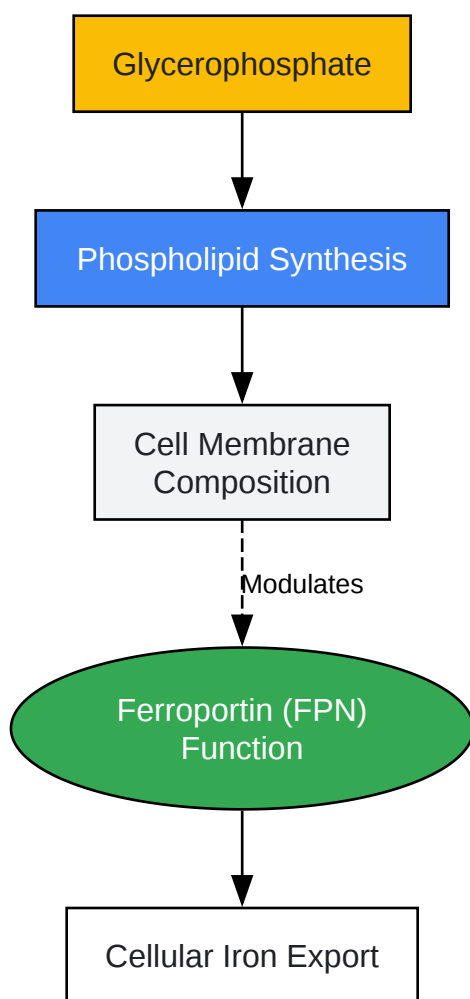 Glycerophosphate
Phospholipid Synthesis
Cell Membrane
Composition
Modulates
Ferroportin (FPN)
Function
Cellular Iron Export